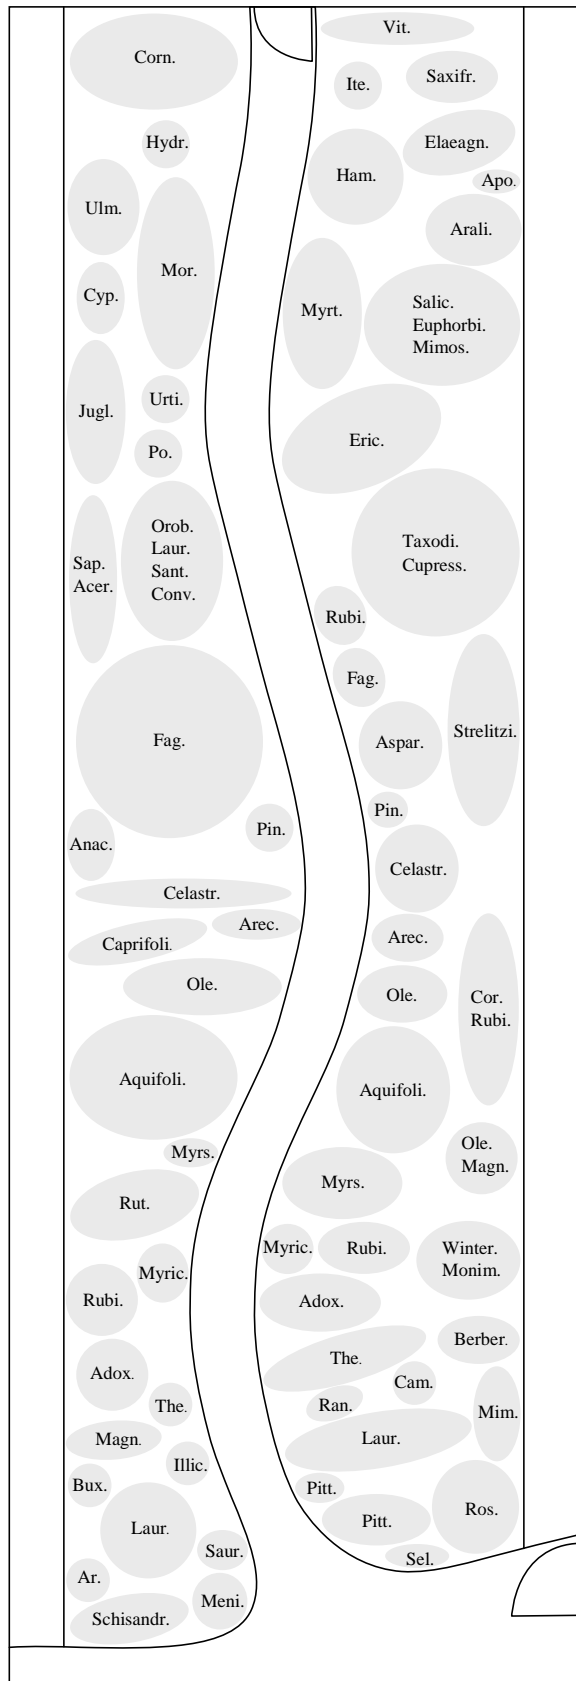 Corn.
Hydr.
Ulm.
Mor.
Cyp.
Jugl.
Urti.
Po.
Orob.
Laur.
Sant.
Conv.
Sap.
Acer.
Fag.
Pin.
Anac.
Celastr.
Arec.
Caprifoli.
Ole.
Aquifoli.
Myrs.
Rut.
Myric.
Rubi.
Adox.
The.
Magn.
Illic.
Bux.
Laur.
Saur.
Ar.
Meni.
Schisandr.
Vit.
Saxifr.
Ite.
Elaeagn.
Ham.
Apo.
Arali.
Myrt.
Salic.
Euphorbi.
Mimos.
Eric.
Taxodi.
Cupress.
Rubi.
Fag.
Strelitzi.
Aspar.
Pin.
Celastr.
Arec.
Ole.
Cor.
Rubi.
Aquifoli.
Ole.
Magn.
Myrs.
Myric.
Rubi.
Winter.
Monim.
Adox.
Berber.
The.
Cam.
Ran.
Mim.
Laur.
Pitt.
Ros.
Pitt.
Sel.